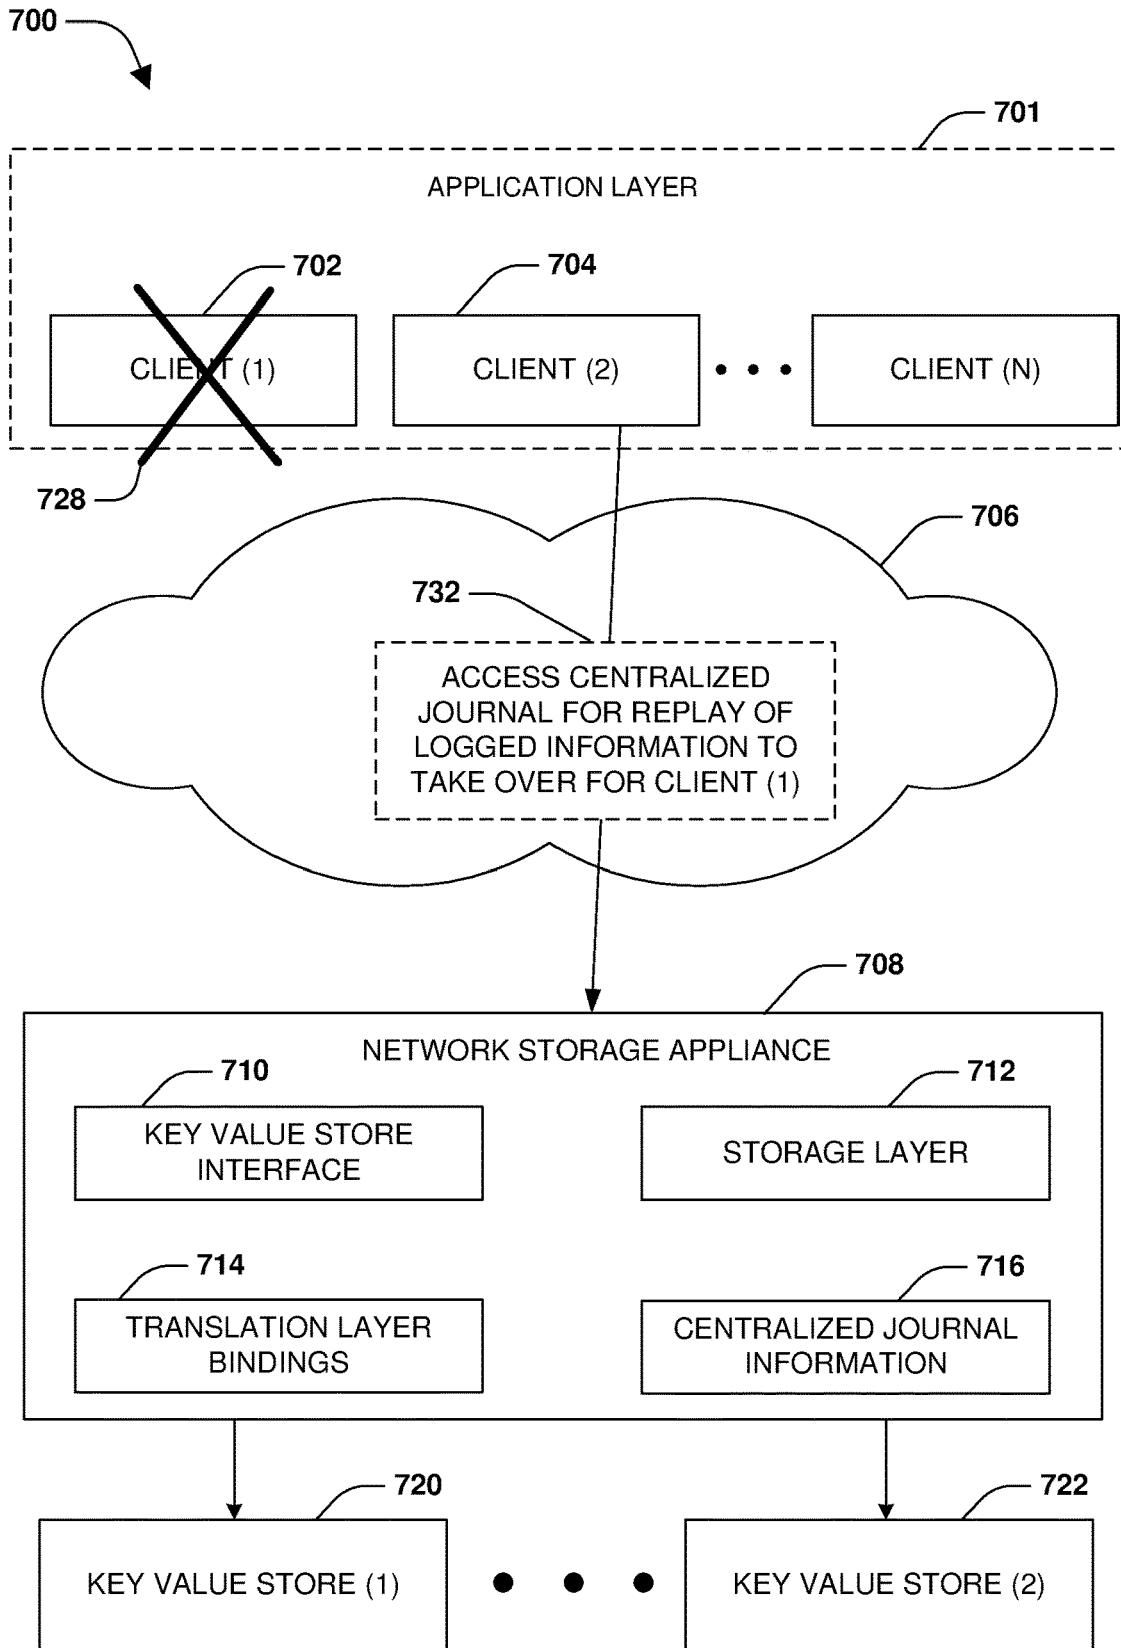 700
701
APPLICATION LAYER
702
704
CLIENT (1)
CLIENT (2)
CLIENT (N)
728
706
732
ACCESS CENTRALIZED
JOURNAL FOR REPLAY OF
LOGGED INFORMATION TO
TAKE OVER FOR CLIENT (1)
708
NETWORK STORAGE APPLIANCE
710
712
KEY VALUE STORE
INTERFACE
STORAGE LAYER
714
716
TRANSLATION LAYER
BINDINGS
CENTRALIZED JOURNAL
INFORMATION
720
722
KEY VALUE STORE (1)
KEY VALUE STORE (2)